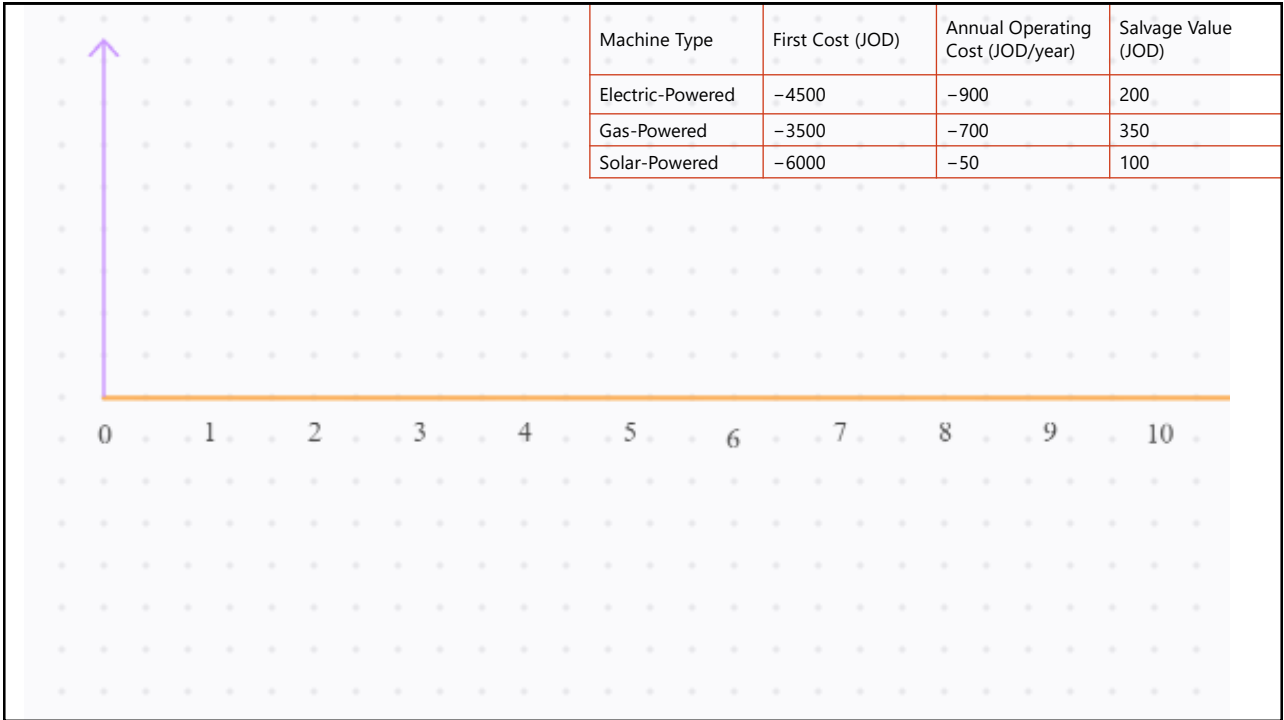 Machine Type First Cost (JOD) Annual Operating Cost (JOD/year) Salvage Value (JOD)
Electric-Powered –4500 –900 200
Gas-Powered –3500 –700 350
Solar-Powered –6000 –50 100
0 1 2 3 4 5 6 7 8 9 10